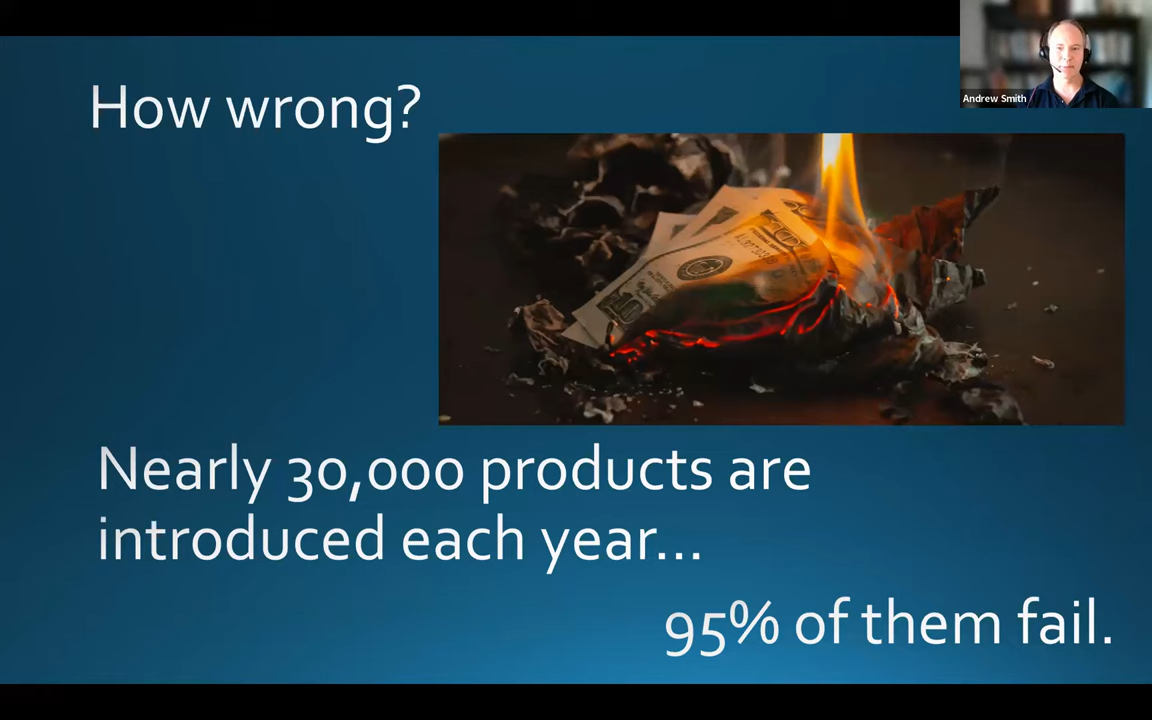 How wrong?
Andrew Smith
Nearly 30,000 products are
introduced each year...
95% of them fail.